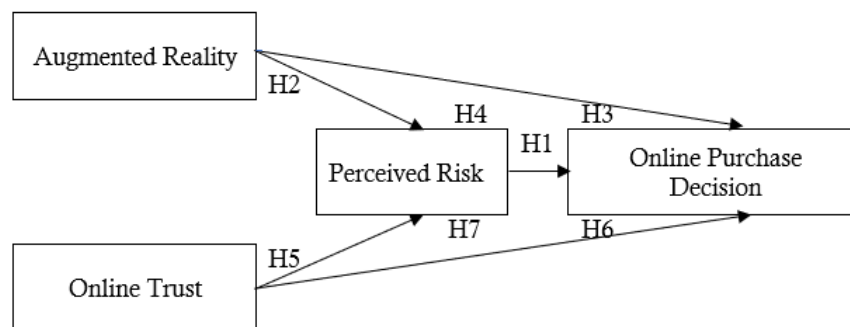 Augmented Reality
H2
H4
H3
H1
Perceived Risk
Online Purchase
Decision
H7
H6
H5
Online Trust